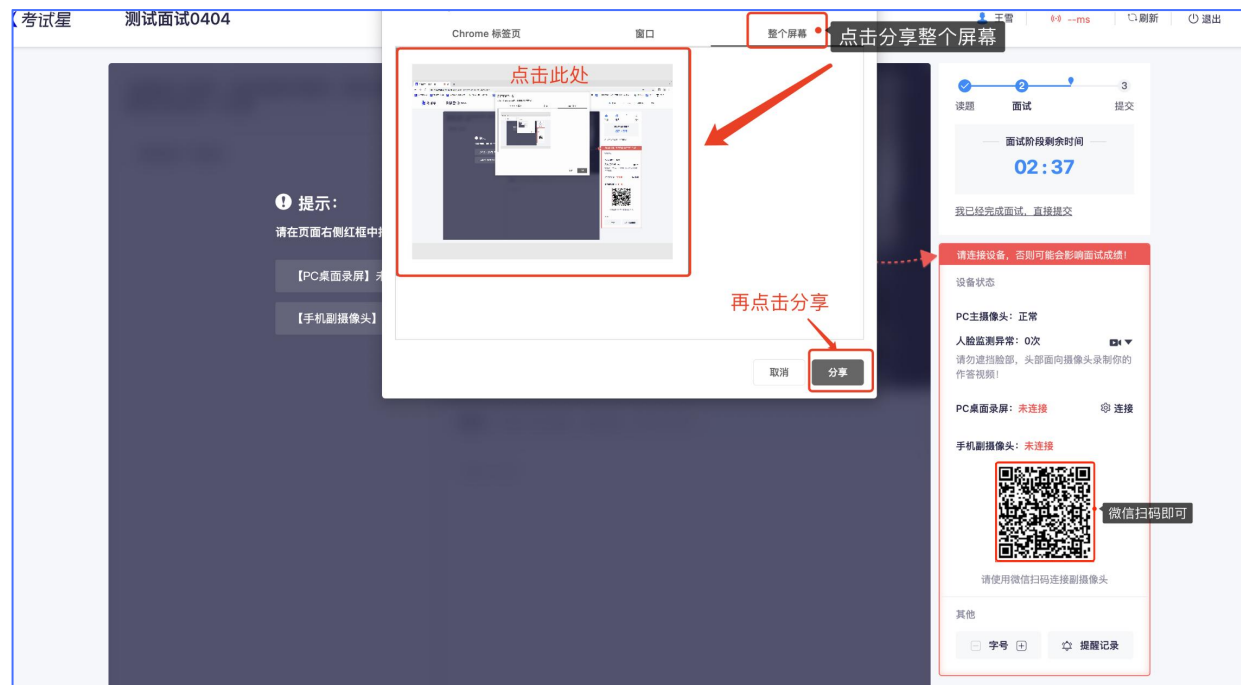 考试星
测试面试0404
王雪
--ms
刷新
退出
Chrome 标签页
窗口
整个屏幕
点击分享整个屏幕
点击此处
再点击分享
取消
分享
提示：
请在页面右侧红框中
【PC桌面录屏】
【手机副摄像头】
2
3
读题
面试
提交
面试阶段剩余时间
02:37
我已经完成面试，直接提交
请连接设备，否则可能会影响面试成绩！
设备状态
PC主摄像头：正常
人脸监测异常：0次
请勿遮挡脸部，头部面向摄像头录制你的
作答视频！
PC桌面录屏：未连接
连接
手机副摄像头：未连接
微信扫码即可
请使用微信扫码连接副摄像头
其他
字号
提醒记录